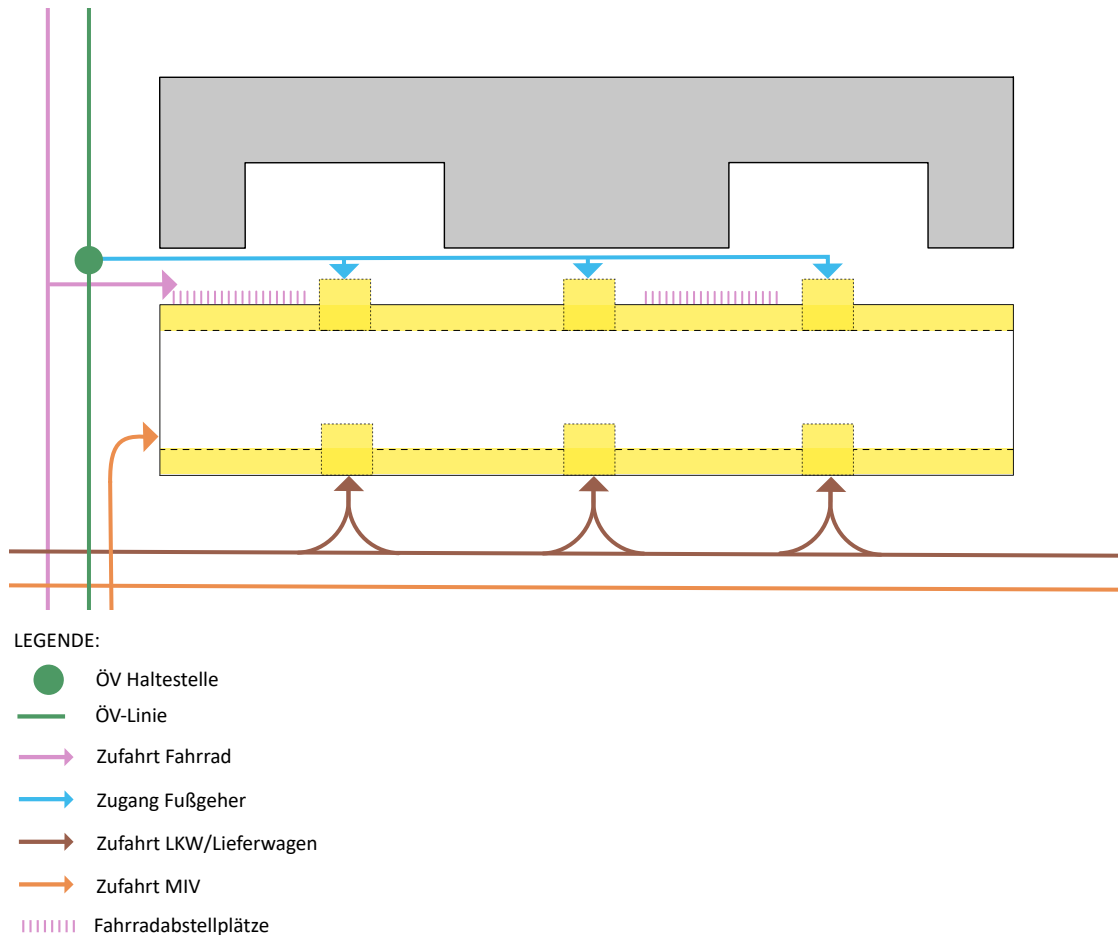 LEGENDE:
ÖV Haltestelle
ÖV-Linie
Zufahrt Fahrrad
Zugang Fußgeher
Zufahrt LKW/Lieferwagen
Zufahrt MIV
Fahrradabstellplätze